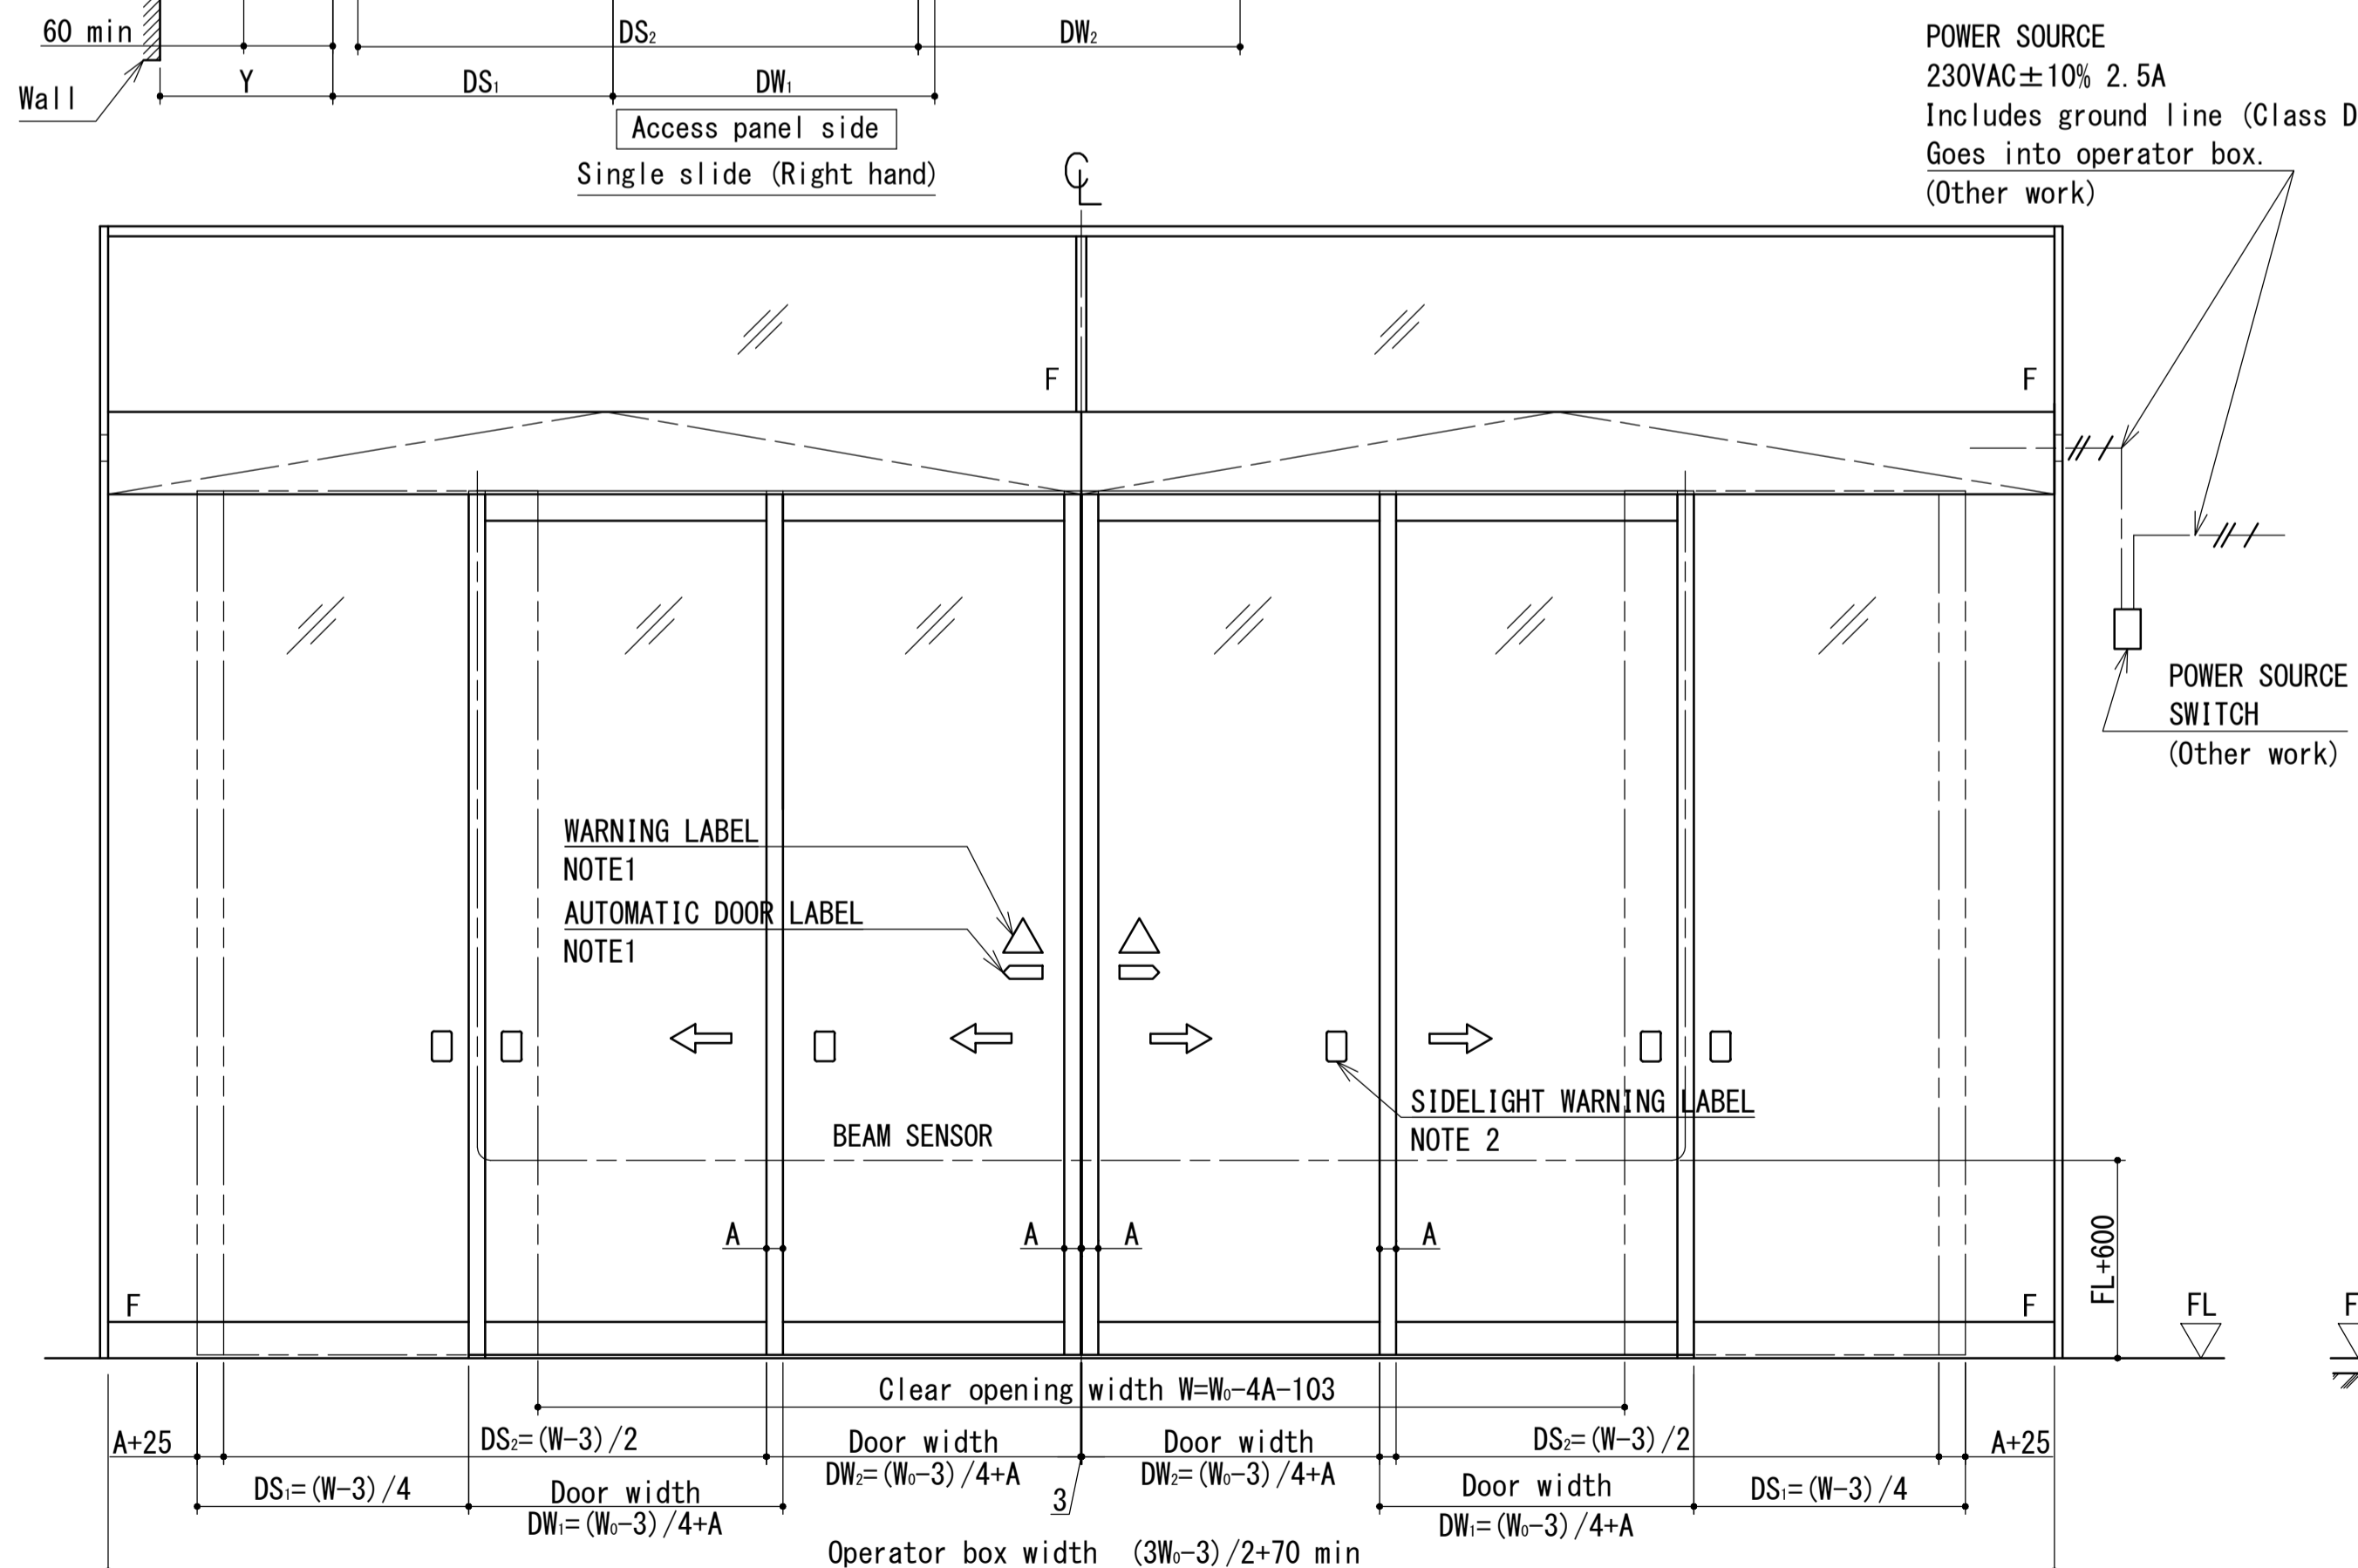 60 min
DS₂
DW₂
Wall
Y
DS₁
DW₁
Access panel side
Single slide (Right hand)
CL
POWER SOURCE
230VAC±10% 2.5A
Includes ground line (Class D
Goes into operator box.
(Other work)
F
F
POWER SOURCE
SWITCH
(Other work)
WARNING LABEL
NOTE1
AUTOMATIC DOOR LABEL
NOTE1
SIDELIGHT WARNING LABEL
NOTE 2
BEAM SENSOR
A
A
A
A
FL+600
F
F
FL
F
Clear opening width W=W₀-4A-103
A+25
DS₂=(W-3)/2
Door width
DW₂=(W₀-3)/4+A
Door width
DW₂=(W₀-3)/4+A
DS₂=(W-3)/2
A+25
DS₁=(W-3)/4
Door width
DW₁=(W₀-3)/4+A
3
Door width
DW₁=(W₀-3)/4+A
DS₁=(W-3)/4
Operator box width (3W₀-3)/2+70 min